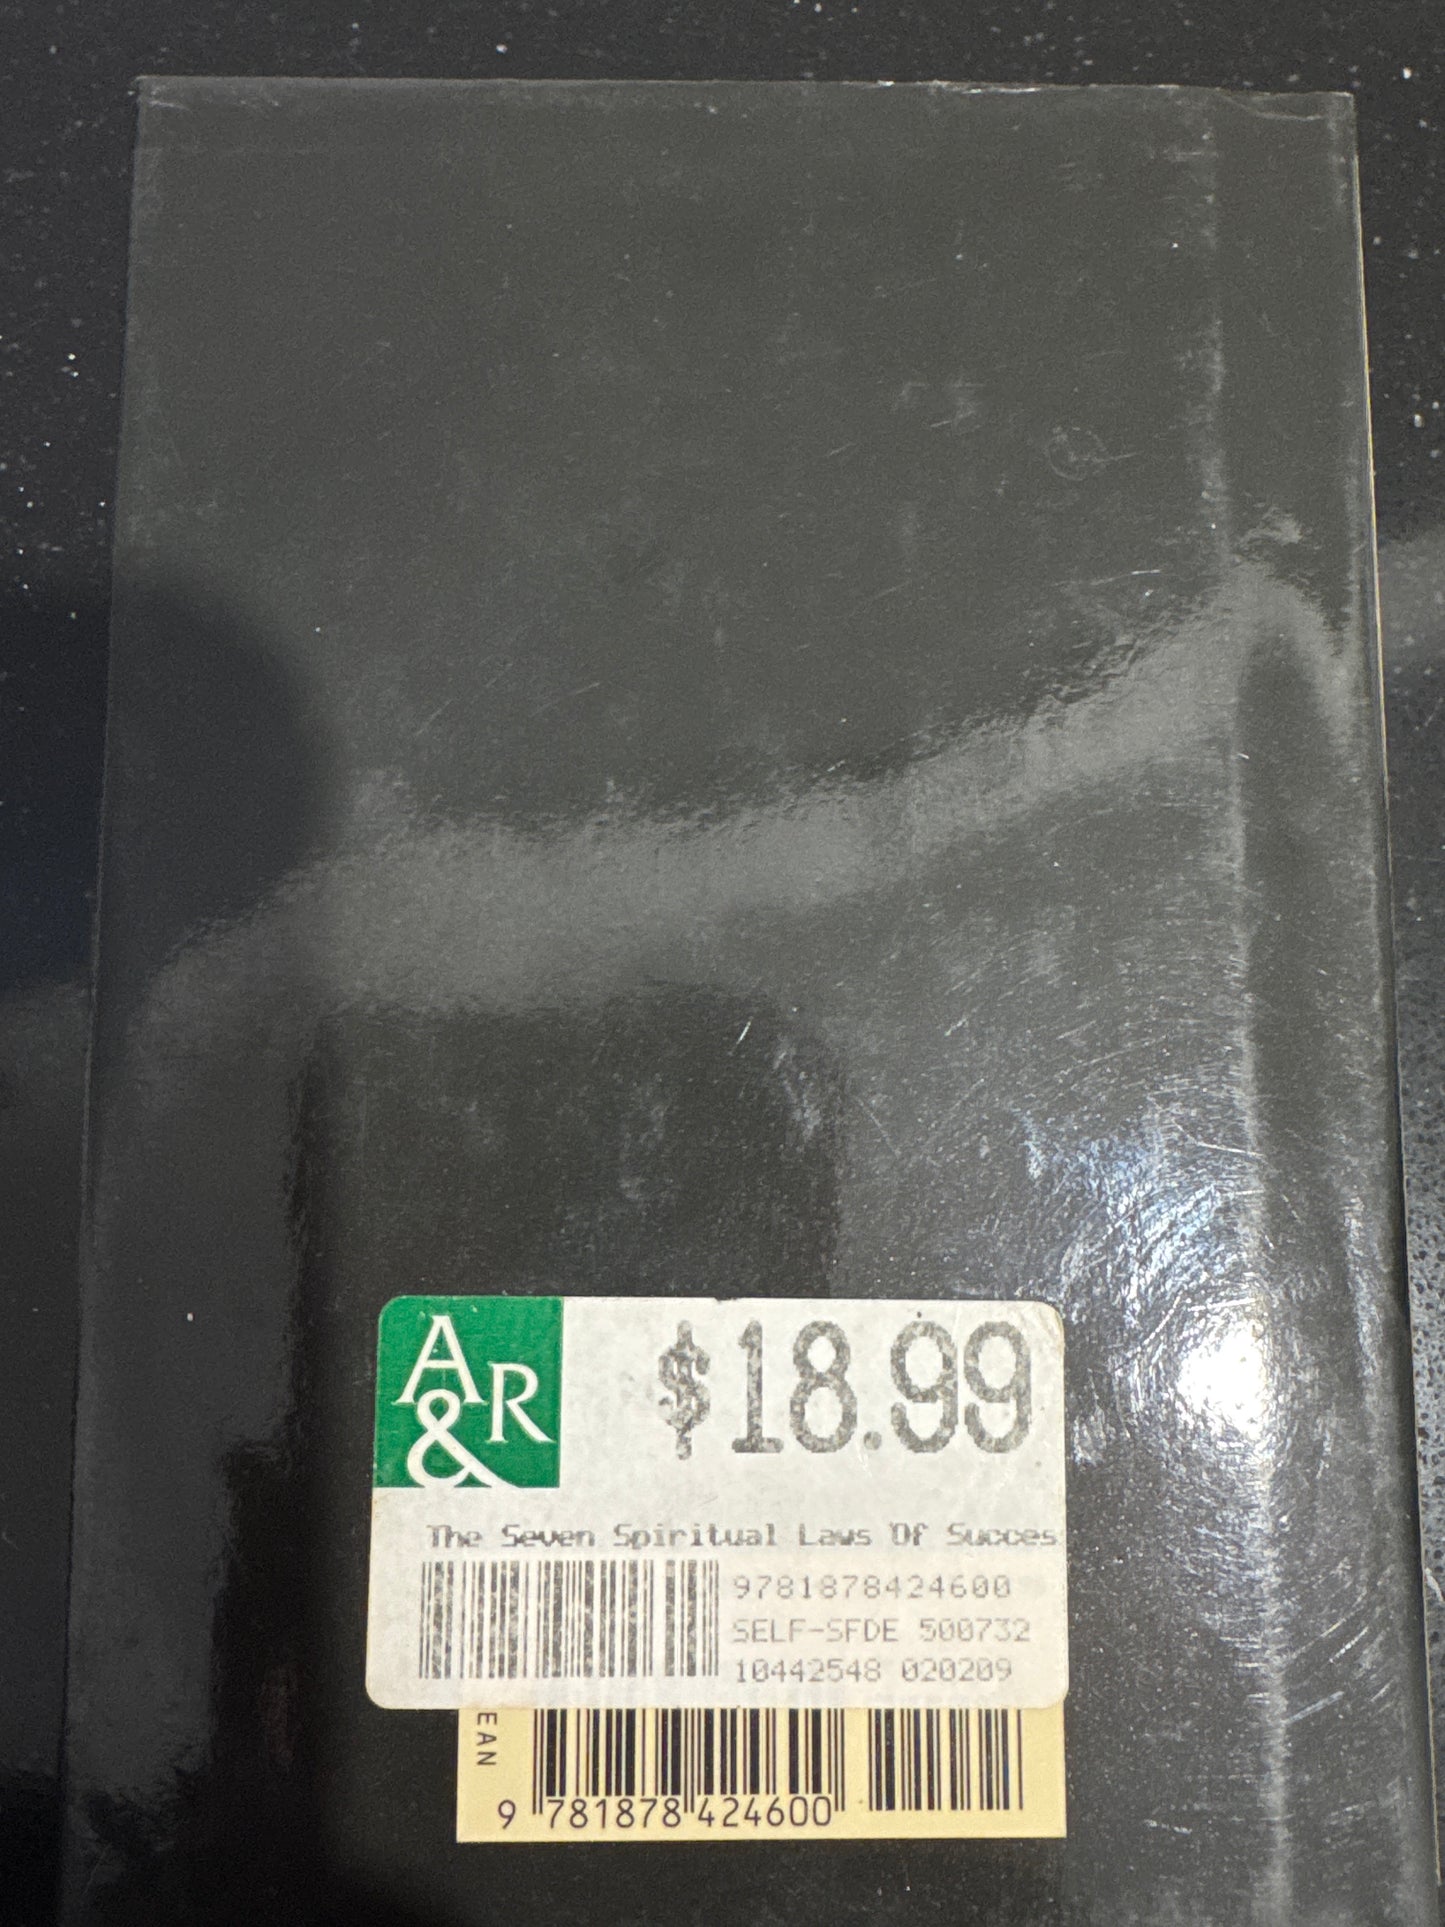 A&R
$18.99
The Seven Spiritual Laws Of Succes
9781878424600
SELF-SFDE 500732
10442548 020209
EAN
9 781878 424600